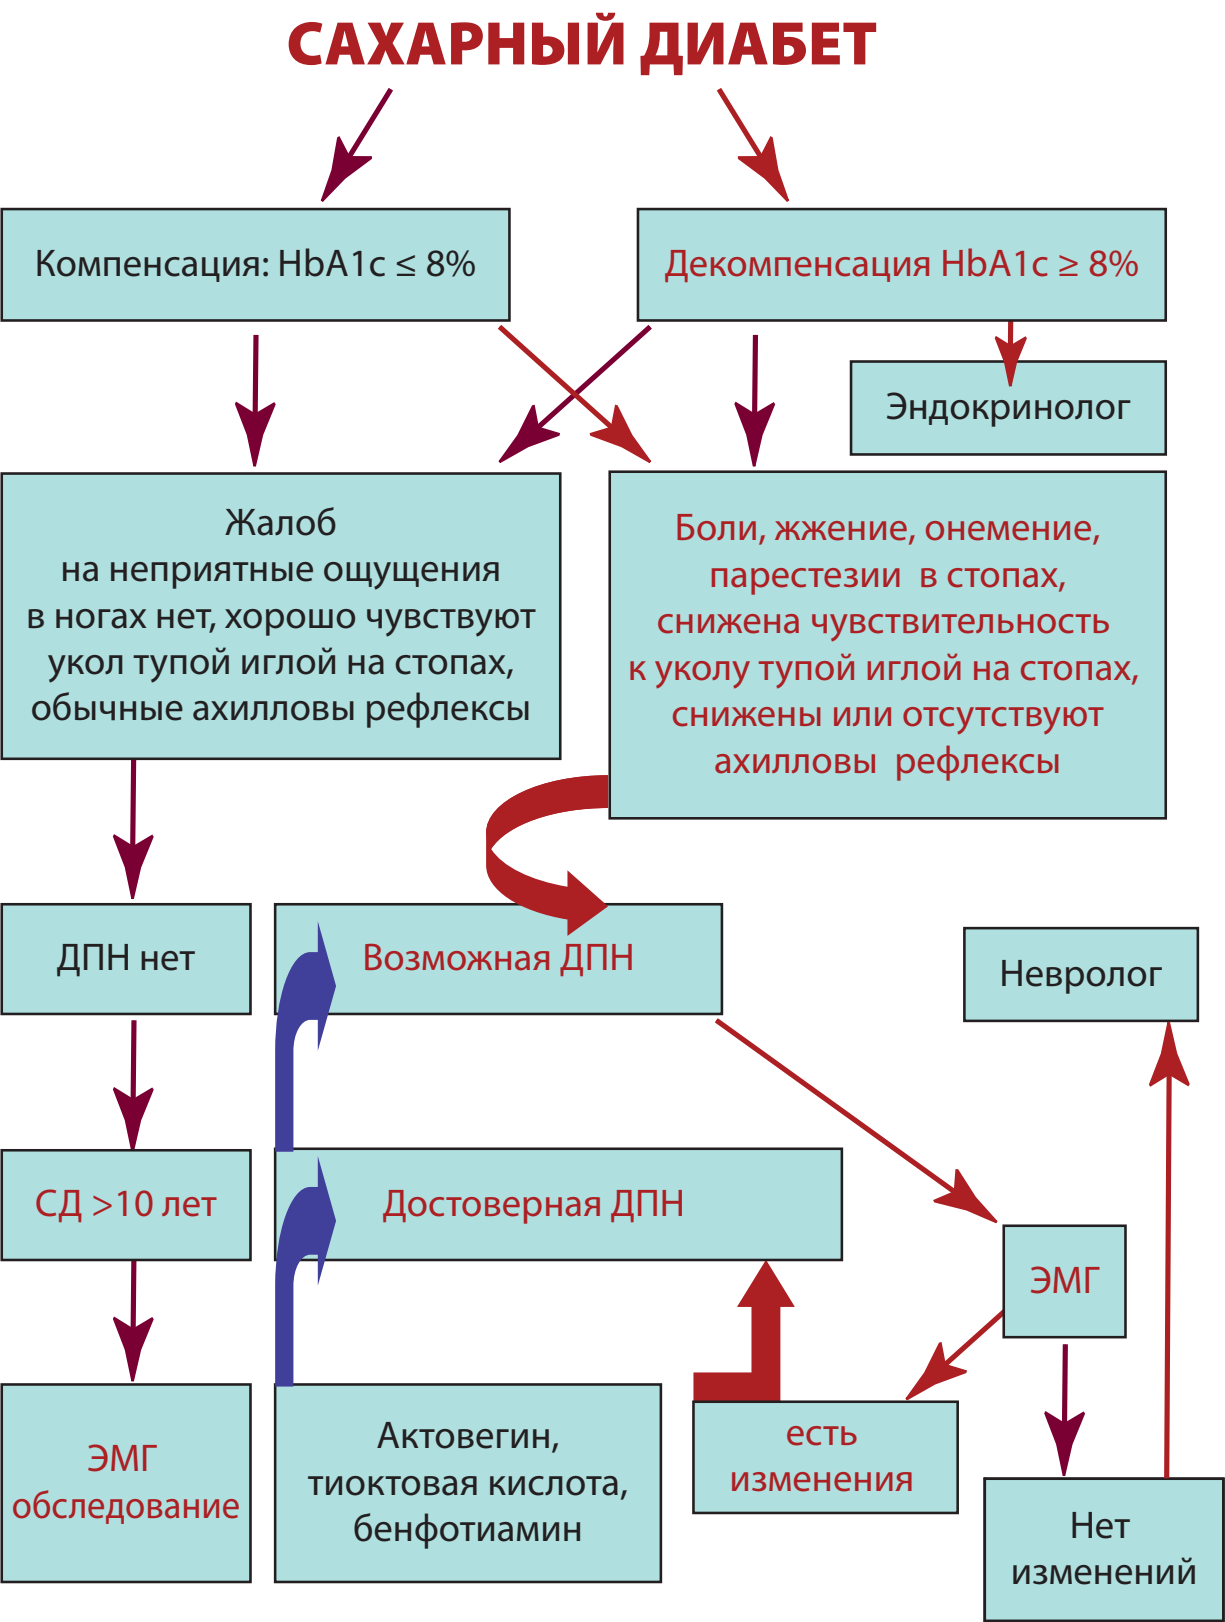 САХАРНЫЙ ДИАБЕТ
Компенсация: HbA1c ≤ 8%
Декомпенсация HbA1c ≥ 8%
Эндокринолог
Жалоб
на неприятные ощущения
в ногах нет, хорошо чувствуют
укол тупой иглой на стопах,
обычные ахилловы рефлексы
Боли, жжение, онемение,
парестезии в стопах,
снижена чувствительность
к уколу тупой иглой на стопах,
снижены или отсутствуют
ахилловы рефлексы
ДПН нет
Возможная ДПН
Невролог
СД >10 лет
Достоверная ДПН
ЭМГ
ЭМГ
обследование
Актовегин,
тиоктовая кислота,
бенфотиамин
есть
изменения
Нет
изменений